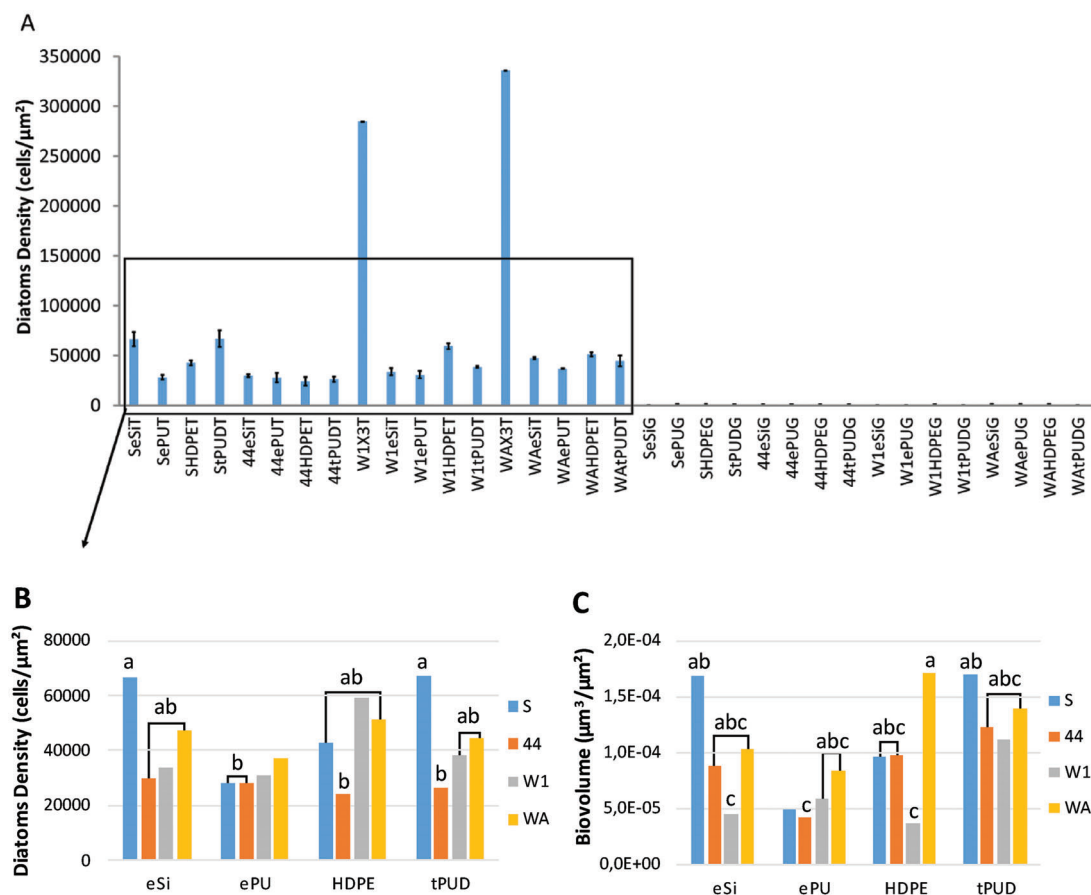 A
Diatoms Density (cells/μm²)
350000
300000
250000
200000
150000
100000
50000
0
SeSiT
SePUT
SHDPET
StPUDT
44eSiT
44ePUT
44HDPET
44tPUDT
W1X3T
W1eSiT
W1ePUT
W1HDPET
W1tPUDT
WAX3T
WAeSiT
WAePUT
WAHDPET
WAtPUDT
SeSiG
SePUG
SHDPEG
StPUDG
44eSiG
44ePUG
44HDPEG
44tPUDG
W1eSiG
W1ePUG
W1HDPEG
W1tPUDG
WAeSiG
WAePUG
WAHDPEG
WAtPUDG
B
Diatoms Density (cells/μm²)
80000
60000
40000
20000
0
a
ab
b
ab
b
a
ab
b
eSi
ePU
HDPE
tPUD
S
44
W1
WA
C
Biovolume (μm³/μm²)
2,0E-04
1,5E-04
1,0E-04
5,0E-05
0,0E+00
ab
abc
c
abc
c
abc
a
c
ab
abc
eSi
ePU
HDPE
tPUD
S
44
W1
WA